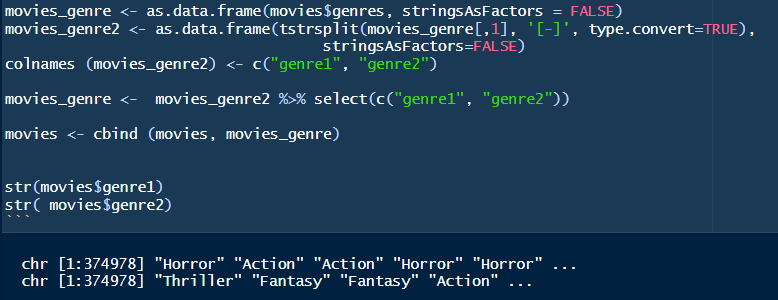 movies_genre <- as.data.frame(movies$genres, stringsAsFactors = FALSE)
movies_genre2 <- as.data.frame(tstrsplit(movies_genre[,1], '[-]', type.convert=TRUE),
stringsAsFactors=FALSE)
colnames (movies_genre2) <- c("genre1", "genre2")
movies_genre <-  movies_genre2 %>% select(c("genre1", "genre2"))
movies <- cbind (movies, movies_genre)
str(movies$genre1)
str( movies$genre2)
```
chr [1:374978] "Horror" "Action" "Action" "Horror" "Horror" ...
chr [1:374978] "Thriller" "Fantasy" "Fantasy" "Action" ...